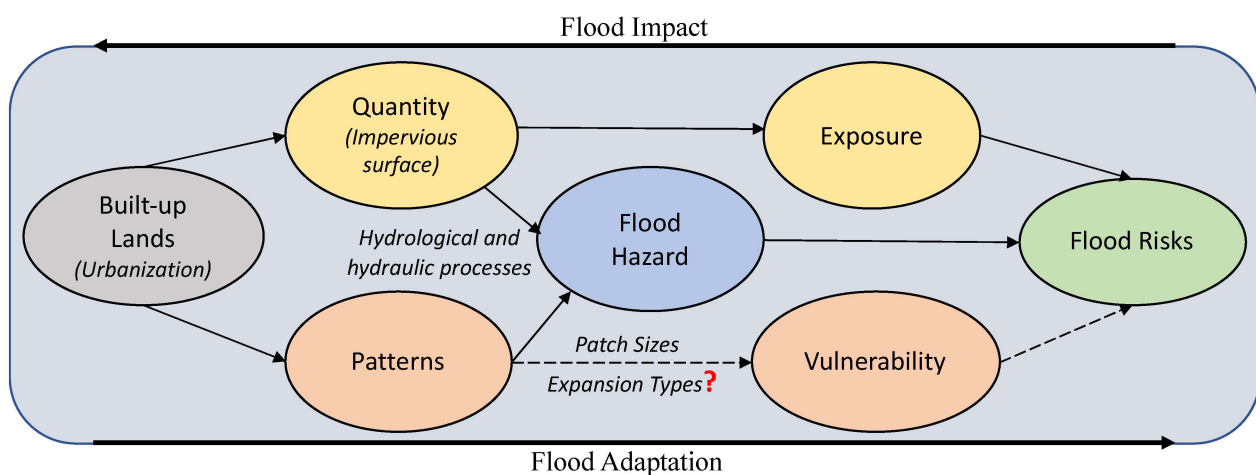 Flood Impact
Quantity
(Impervious
surface)
Exposure
Built-up
Lands
(Urbanization)
Hydrological and
hydraulic processes
Flood
Hazard
Flood Risks
Patterns
Patch Sizes
Expansion Types?
Vulnerability
Flood Adaptation